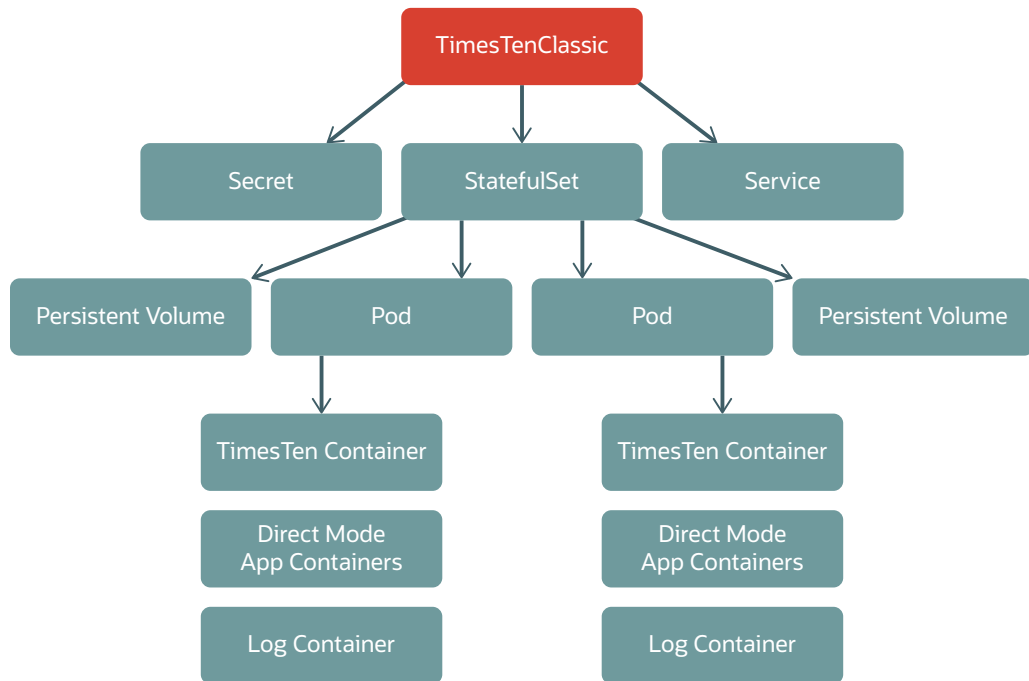 TimesTenClassic
Secret
StatefulSet
Service
Persistent Volume
Pod
Pod
Persistent Volume
TimesTen Container
TimesTen Container
Direct Mode
App Containers
Direct Mode
App Containers
Log Container
Log Container